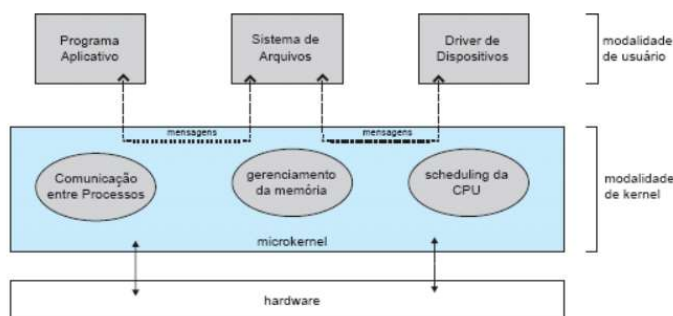 Programa
Aplicativo
Sistema de
Arquivos
Driver de
Dispositivos
modalidade
de usuário
mensagens
mensagens
Comunicação
entre Processos
gerenciamento
da memória
scheduling da
CPU
modalidade
de kernel
microkernel
hardware